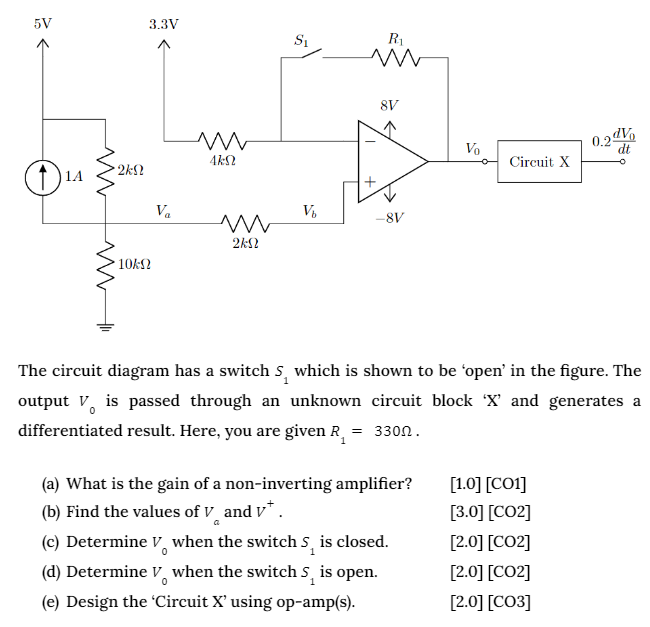 5V 3.3V
S₁ R₁
8V
4kΩ
2kΩ
1A
−
+
V₀
Circuit X
0.2 dV₀/dt
Vₐ
V_b
2kΩ
−8V
10kΩ
The circuit diagram has a switch S₁ which is shown to be ‘open’ in the figure. The
output V₀ is passed through an unknown circuit block ‘X’ and generates a
differentiated result. Here, you are given R₁ = 330Ω.
(a) What is the gain of a non-inverting amplifier? [1.0] [CO1]
(b) Find the values of Vₐ and V⁺. [3.0] [CO2]
(c) Determine V₀ when the switch S₁ is closed. [2.0] [CO2]
(d) Determine V₀ when the switch S₁ is open. [2.0] [CO2]
(e) Design the ‘Circuit X’ using op-amp(s). [2.0] [CO3]